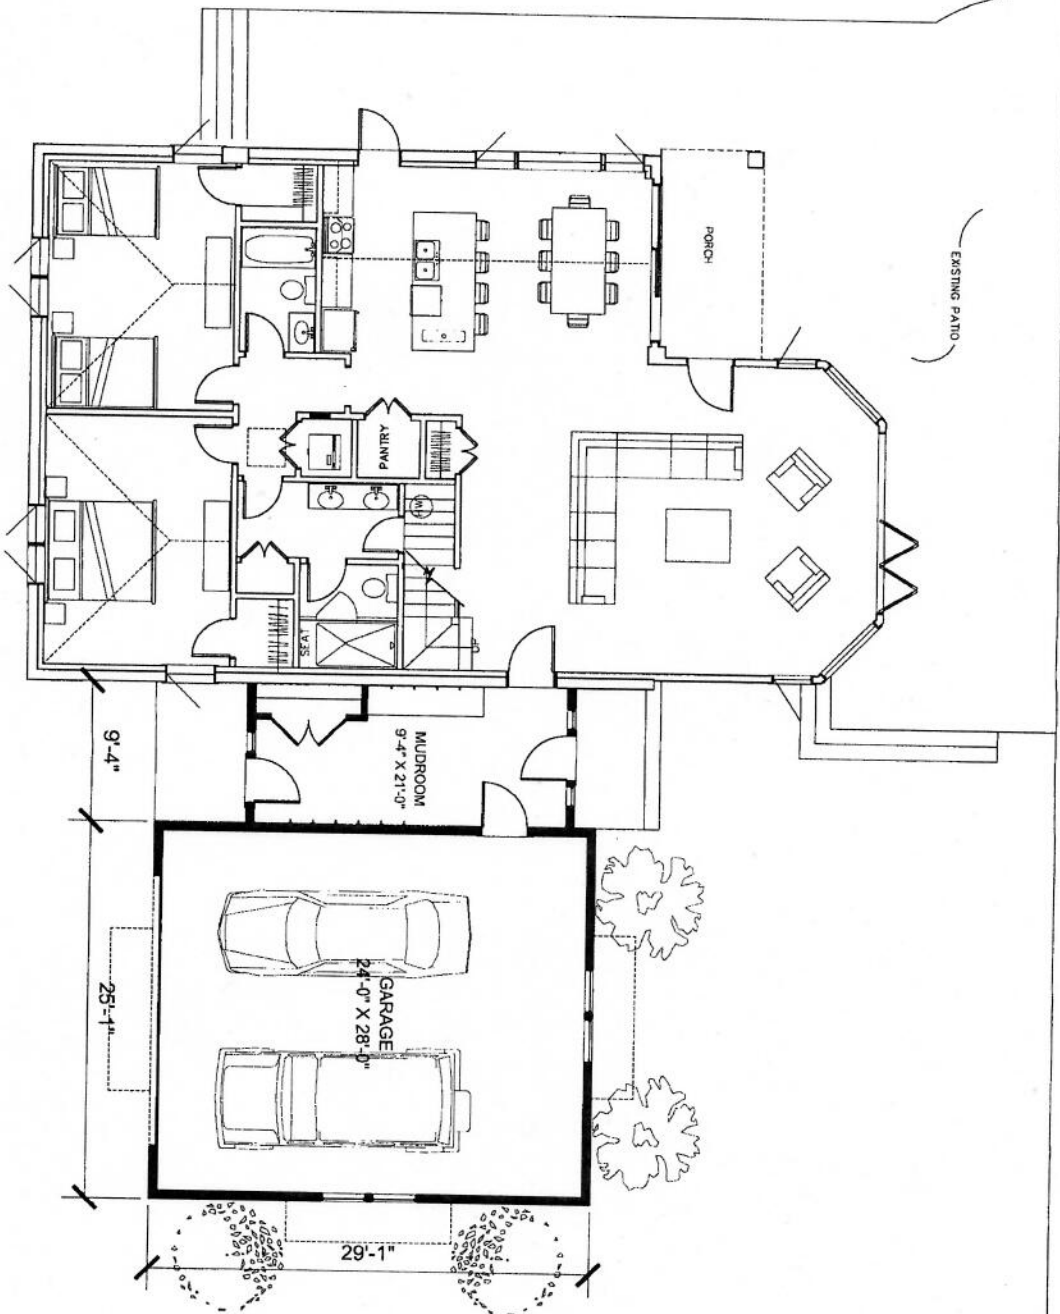 EXISTING PATIO
PORCH
PANTRY
SEAT
MUDROOM
9'-4" X 21'-0"
9'-4"
GARAGE
24'-0" X 28'-0"
25'-1"
29'-1"